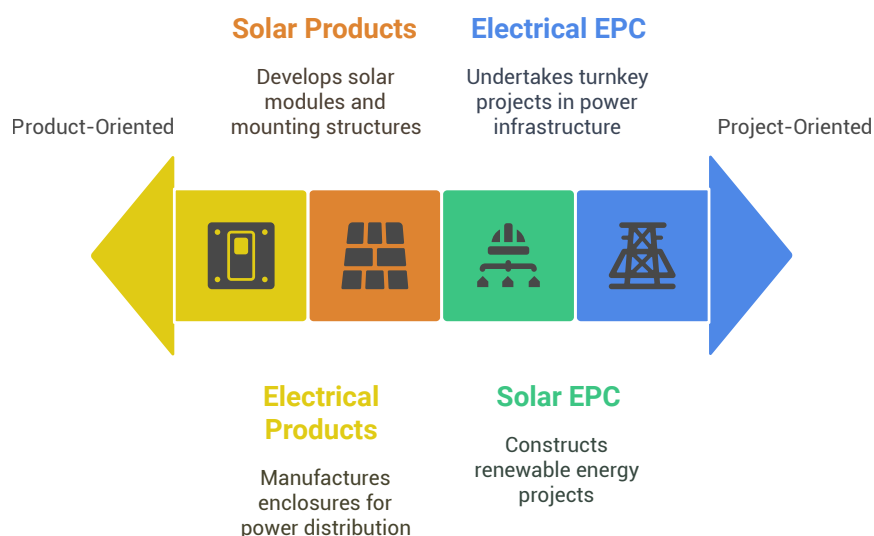 Solar Products
Develops solar
modules and
mounting structures
Electrical EPC
Undertakes turnkey
projects in power
infrastructure
Product-Oriented
Project-Oriented
Electrical
Products
Manufactures
enclosures for
power distribution
Solar EPC
Constructs
renewable energy
projects